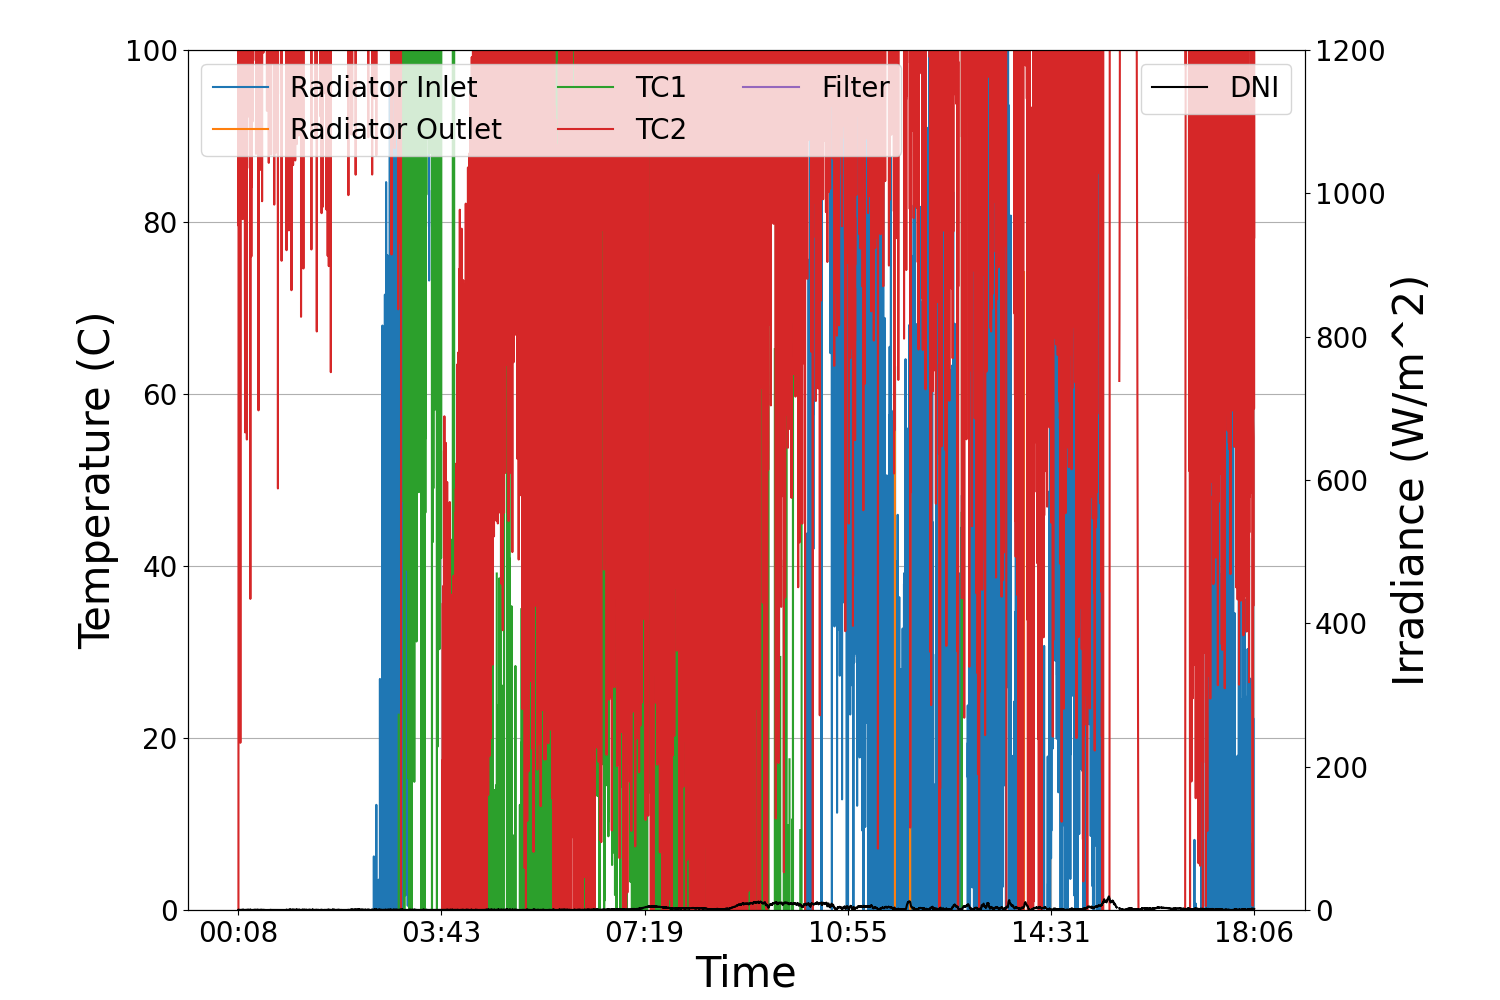 100
80
60
40
20
0
Temperature (C)
Radiator Inlet
Radiator Outlet
TC1
TC2
Filter
DNI
1200
1000
800
600
400
200
0
Irradiance (W/m^2)
00:08 03:43 07:19 10:55 14:31 18:06
Time